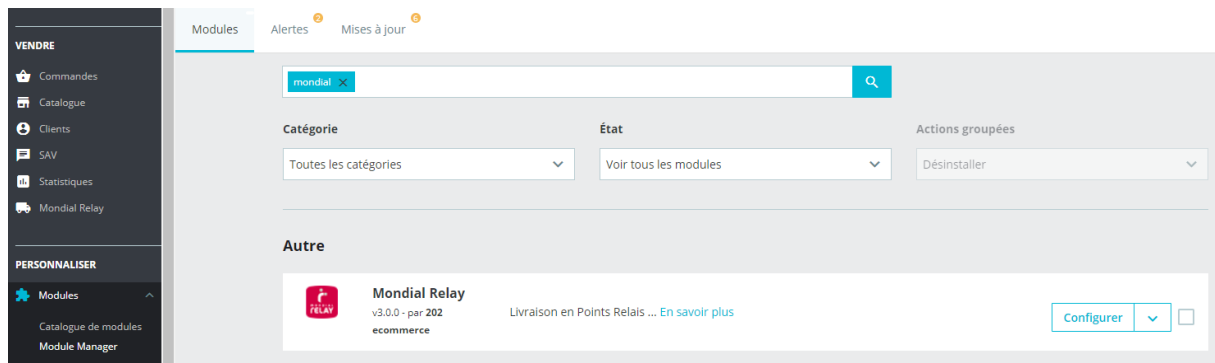 VENDRE
Commandes
Catalogue
Clients
SAV
Statistiques
Mondial Relay
PERSONNALISER
Modules
Catalogue de modules
Module Manager
Modules
Alertes 2
Mises à jour 6
mondial
Catégorie
État
Actions groupées
Toutes les catégories
Voir tous les modules
Désinstaller
Autre
MONDIAL
RELAY
Mondial Relay
v3.0.0 - par 202
ecommerce
Livraison en Points Relais ... En savoir plus
Configurer